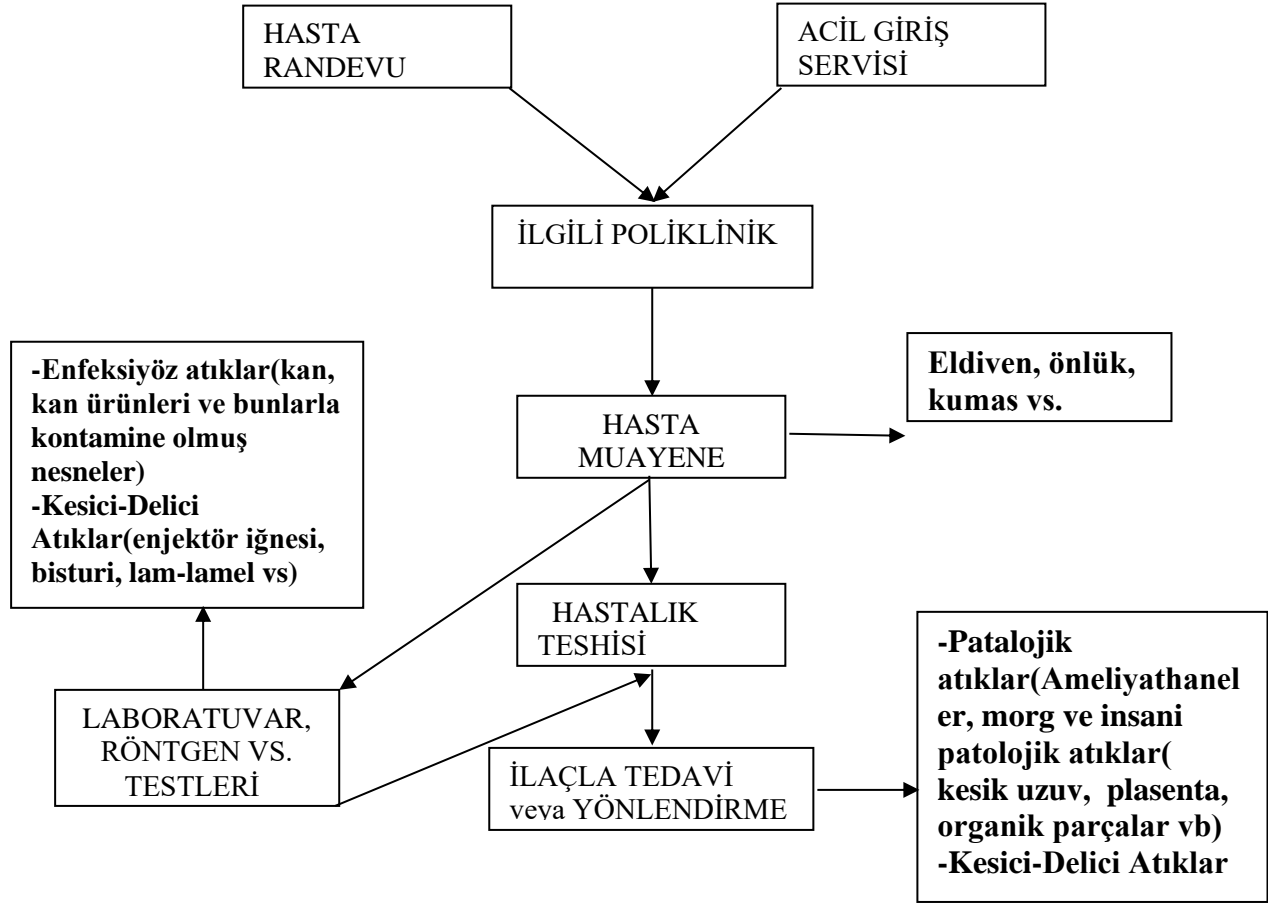 HASTA
RANDEVU
ACİL GİRİŞ
SERVİSİ
İLGİLİ POLİKLİNİK
-Enfeksiyöz atıklar(kan,
kan ürünleri ve bunlarla
kontamine olmuş
nesneler)
-Kesici-Delici
Atıklar(enjektör iğnesi,
bisturi, lam-lamel vs)
HASTA
MUAYENE
Eldiven, önlük,
kumas vs.
HASTALIK
TESHİSİ
LABORATUVAR,
RÖNTGEN VS.
TESTLERİ
İLAÇLA TEDAVİ
veya YÖNLENDİRME
-Patalojik
atıklar(Ameliyathanel
er, morg ve insani
patolojik atıklar(
kesik uzuv, plasenta,
organik parçalar vb)
-Kesici-Delici Atıklar